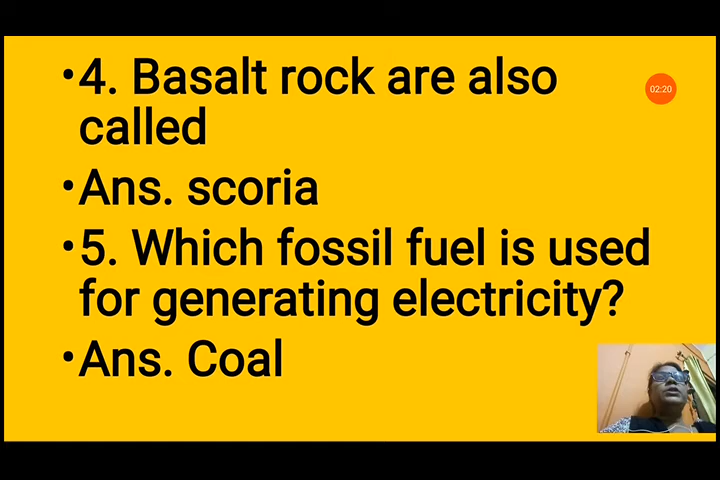 •4. Basalt rock are also
called
•Ans. scoria
•5. Which fossil fuel is used
for generating electricity?
•Ans. Coal
02:20